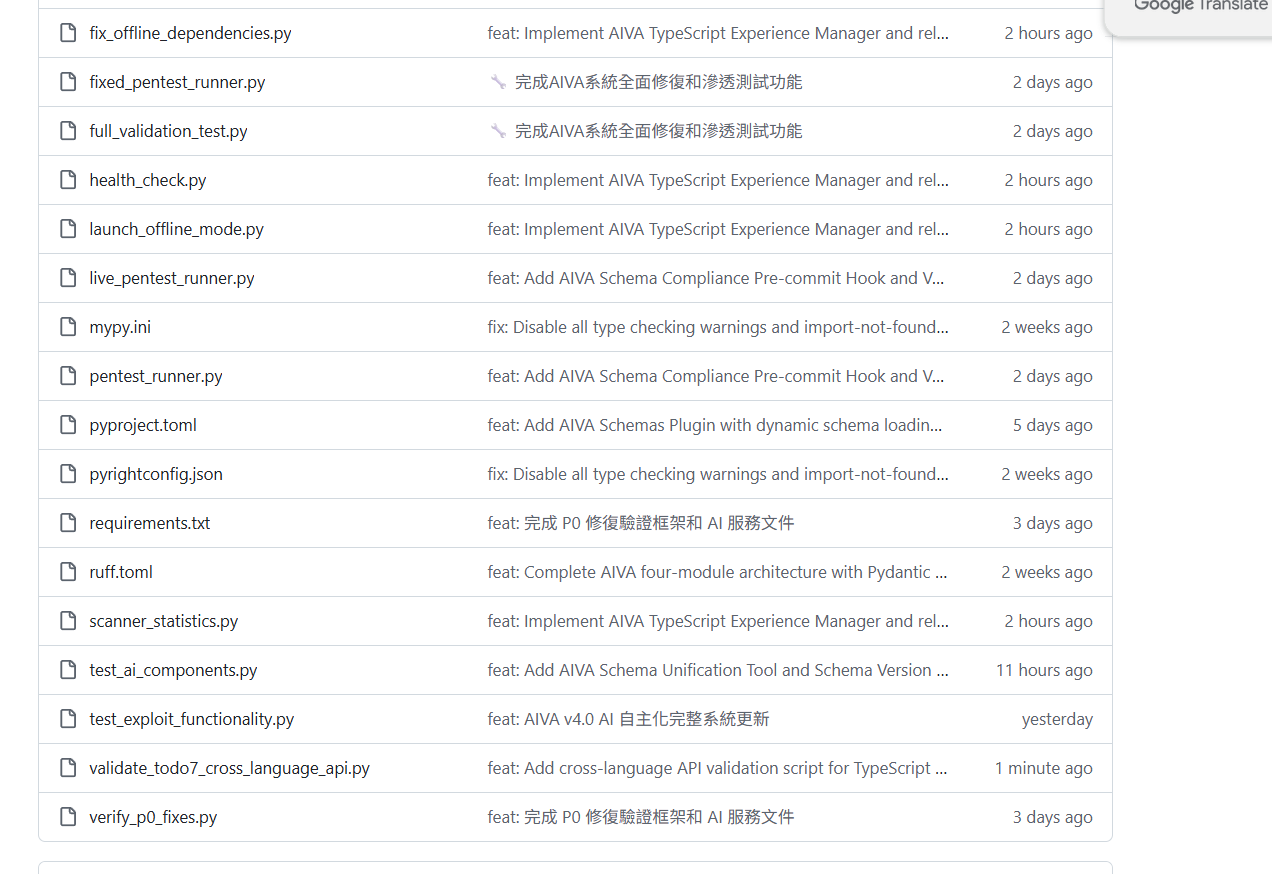 Google Translate
fix_offline_dependencies.py feat: Implement AIVA TypeScript Experience Manager and rel... 2 hours ago
fixed_pentest_runner.py 🔧 完成AIVA系統全面修復和滲透測試功能 2 days ago
full_validation_test.py 🔧 完成AIVA系統全面修復和滲透測試功能 2 days ago
health_check.py feat: Implement AIVA TypeScript Experience Manager and rel... 2 hours ago
launch_offline_mode.py feat: Implement AIVA TypeScript Experience Manager and rel... 2 hours ago
live_pentest_runner.py feat: Add AIVA Schema Compliance Pre-commit Hook and V... 2 days ago
mypy.ini fix: Disable all type checking warnings and import-not-found... 2 weeks ago
pentest_runner.py feat: Add AIVA Schema Compliance Pre-commit Hook and V... 2 days ago
pyproject.toml feat: Add AIVA Schemas Plugin with dynamic schema loadin... 5 days ago
pyrightconfig.json fix: Disable all type checking warnings and import-not-found... 2 weeks ago
requirements.txt feat: 完成 P0 修復驗證框架和 AI 服務文件 3 days ago
ruff.toml feat: Complete AIVA four-module architecture with Pydantic ... 2 weeks ago
scanner_statistics.py feat: Implement AIVA TypeScript Experience Manager and rel... 2 hours ago
test_ai_components.py feat: Add AIVA Schema Unification Tool and Schema Version ... 11 hours ago
test_exploit_functionality.py feat: AIVA v4.0 AI 自主化完整系統更新 yesterday
validate_todo7_cross_language_api.py feat: Add cross-language API validation script for TypeScript ... 1 minute ago
verify_p0_fixes.py feat: 完成 P0 修復驗證框架和 AI 服務文件 3 days ago